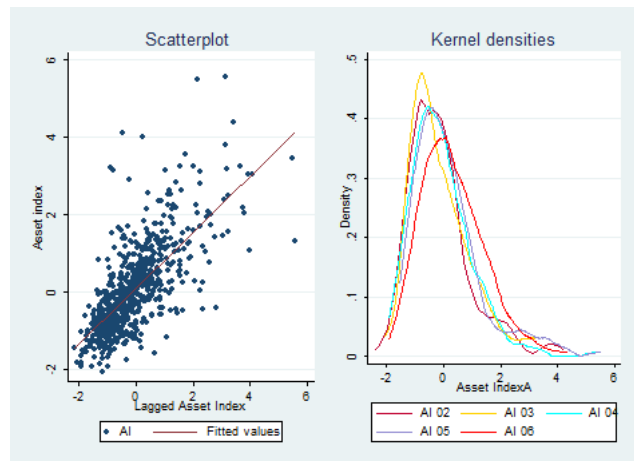 Scatterplot
Asset index
6
4
2
0
-2
-2 0 2 4 6
Lagged Asset Index
AI Fitted values
Kernel densities
Density
.5
.4
.3
.2
.1
0
-2 0 2 4 6
Asset IndexA
AI 02 AI 03 AI 04
AI 05 AI 06